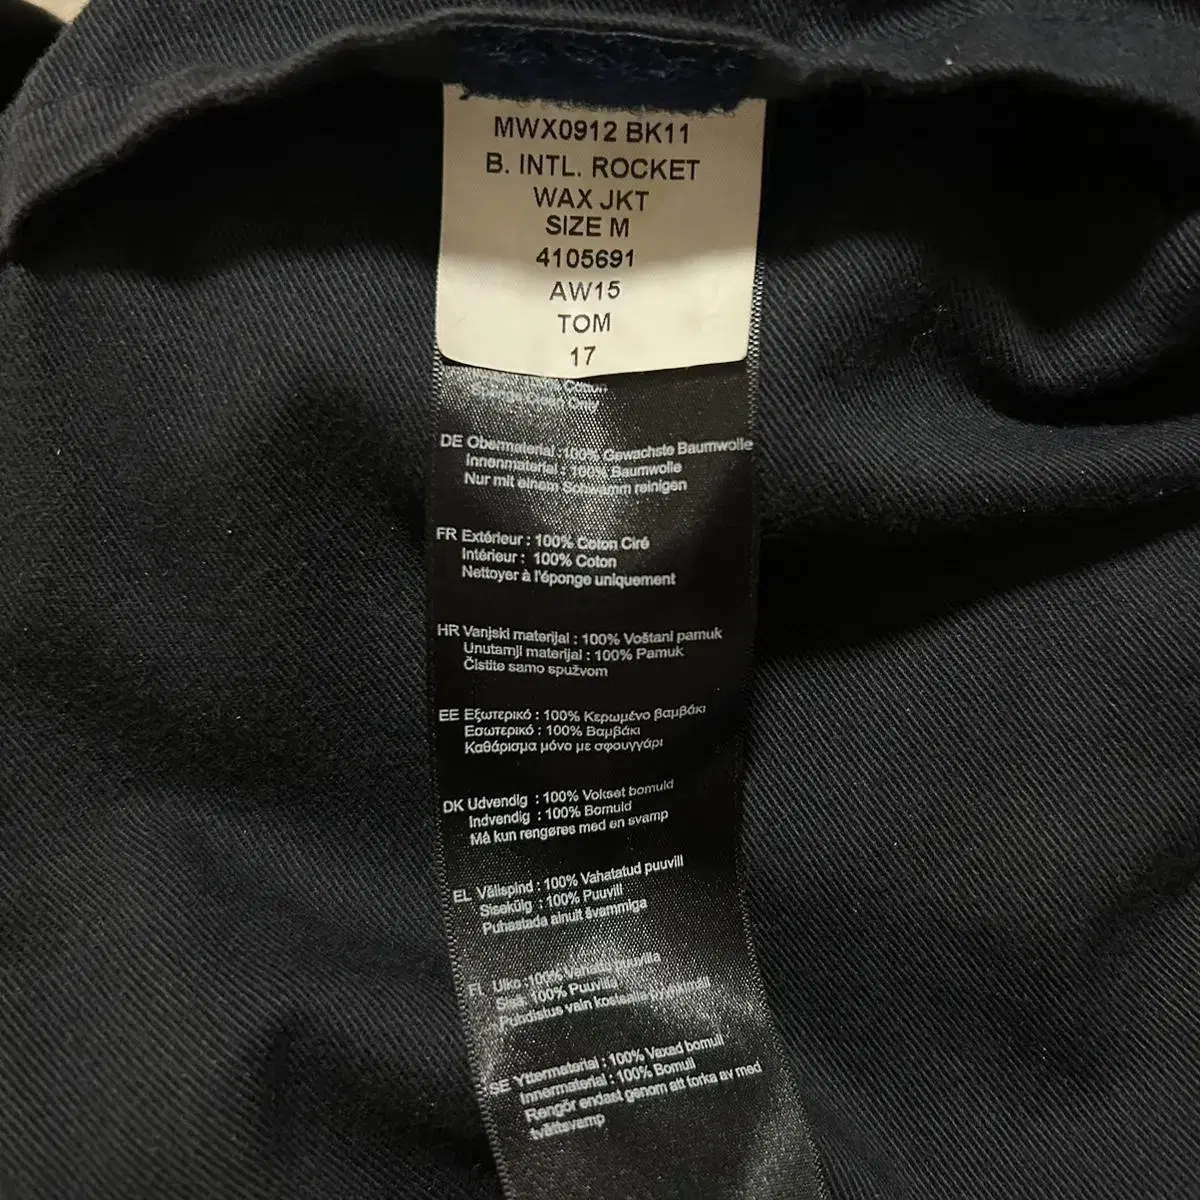 MWX0912 BK11
B. INTL. ROCKET
WAX JKT
SIZE M
4105691
AW15
TOM
17
Cotton
DE Obermaterial :100% Gewachste Baumwolle
Innenmaterial : 100% Baumwolle
Nur mit einem Schwamm reinigen
FR Extérieur : 100% Coton Ciré
Intérieur : 100% Coton
Nettoyer à l'éponge uniquement
HR Vanjski materijal : 100% Voštani pamuk
Unutarnji materijal : 100% Pamuk
Čistite samo spužvom
EE Εξωτερικό : 100% Κερωμένο βαμβάκι
Εσωτερικό : 100% Βαμβάκι
Καθάρισμα μόνο με σφουγγάρι
DK Udvendig : 100% Vokset bomuld
Indvendig : 100% Bomuld
Må kun rengøres med en svamp
EL Välispind : 100% Vahatatud puuvill
Sisekülg : 100% Puuvill
Puhastada ainult švammiga
FI Ulko :100% Vahattu puuvilla
Sisä: 100% Puuvilla
Puhdistus vain kostealla pyyhkimällä
SE Yttermaterial : 100% Vaxad bomull
Innermaterial : 100% Bomull
Rengör endast genom att torka av med
tvättsvamp